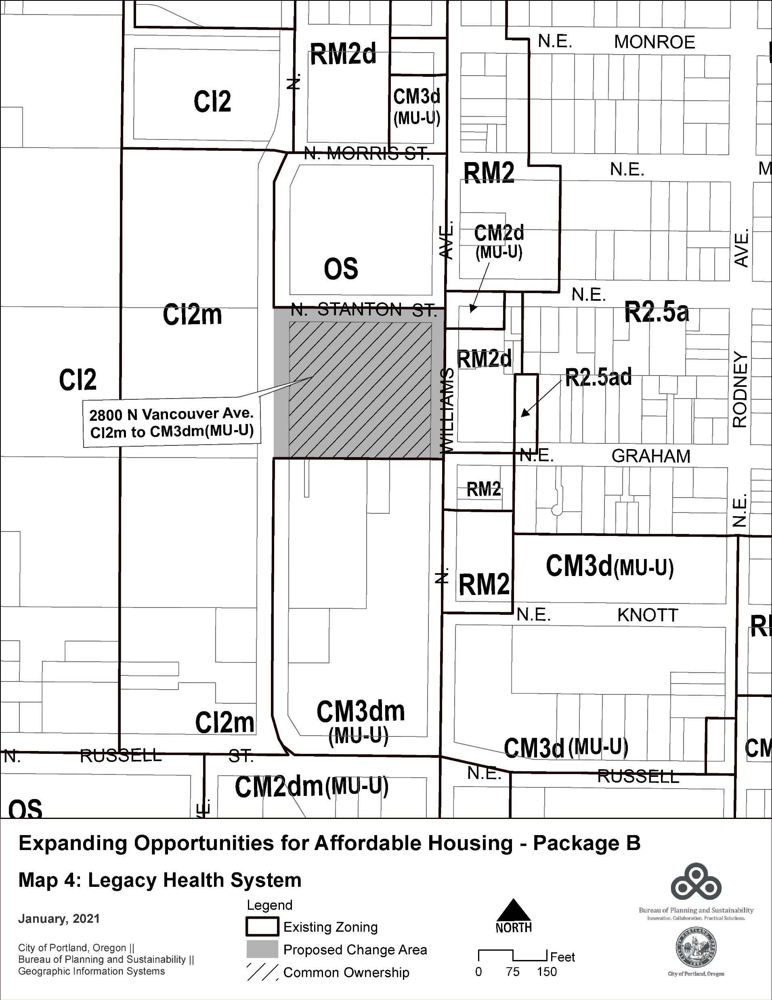 N.E. MONROE
RM2d
CI2
N.
CM3d
(MU-U)
N. MORRIS ST.
RM2
N.E.
M
CM2d
(MU-U)
AVE.
AVE.
OS
N.E.
N. STANTON ST.
R2.5a
CI2m
RM2d
R2.5ad
CI2
WILLIAMS
RODNEY
2800 N Vancouver Ave.
CI2m to CM3dm(MU-U)
N.E. GRAHAM
RM2
N.E.
CM3d(MU-U)
N.
RM2
N.E. KNOTT
CM3dm
(MU-U)
CI2m
CM3d (MU-U)
CM
N. RUSSELL ST.
N.E. RUSSELL
CM2dm(MU-U)
OS
VE.
Expanding Opportunities for Affordable Housing - Package B
Map 4: Legacy Health System
January, 2021
City of Portland, Oregon ||
Bureau of Planning and Sustainability ||
Geographic Information Systems
Legend
Existing Zoning
Proposed Change Area
Common Ownership
NORTH
Feet
0 75 150
Bureau of Planning and Sustainability
Innovation. Collaboration. Practical Solutions.
City of Portland, Oregon